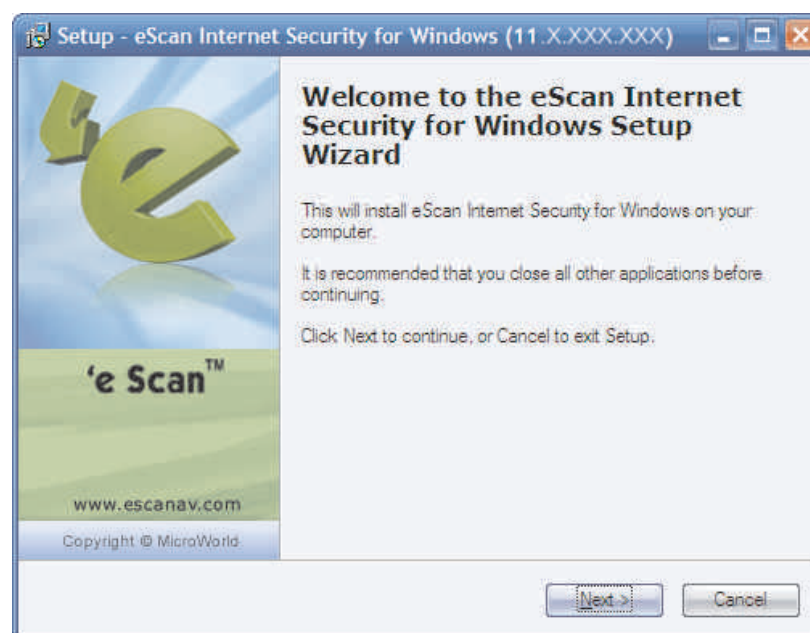 Setup - eScan Internet Security for Windows (11.X.XXX.XXX)
Welcome to the eScan Internet
Security for Windows Setup
Wizard
This will install eScan Internet Security for Windows on your
computer.
It is recommended that you close all other applications before
continuing.
Click Next to continue, or Cancel to exit Setup.
e
‘e Scan™
www.escanav.com
Copyright © MicroWorld
Next >
Cancel